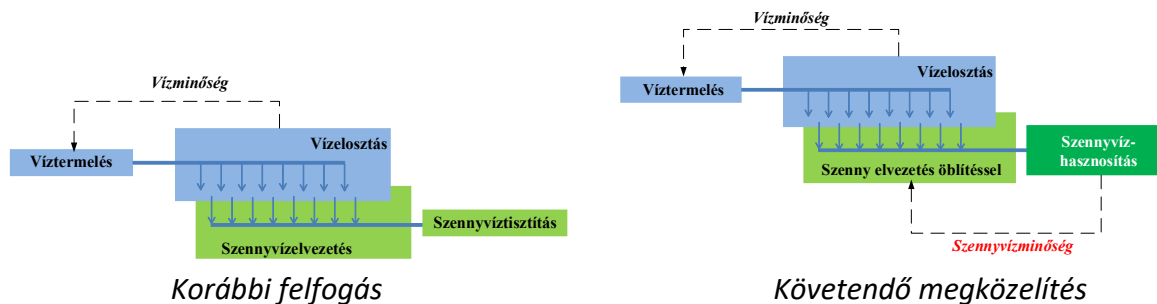 Vízminőség
Vízelosztás
Víztermelés
Szennyvíztisztítás
Szennyvízelvezetés
Korábbi felfogás
Vízminőség
Vízelosztás
Víztermelés
Szennyvíz-
hasznosítás
Szenny elvezetés öblítéssel
Szennyvízminőség
Követendő megközelítés